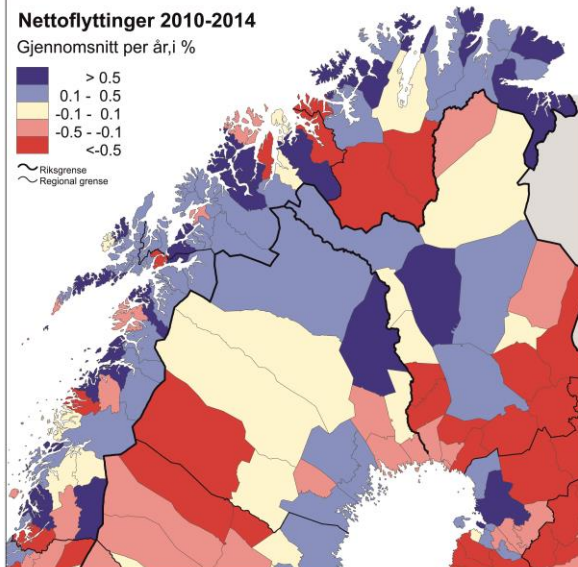 Nettoflyttinger 2010-2014
Gjennomsnitt per år,i %
> 0.5
0.1 - 0.5
-0.1 - 0.1
-0.5 - -0.1
<-0.5
Riksgrense
Regional grense